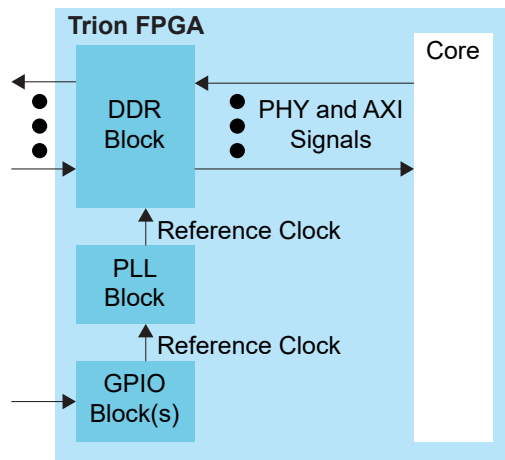 Trion FPGA
Core
DDR
Block
PHY and AXI
Signals
Reference Clock
PLL
Block
Reference Clock
GPIO
Block(s)